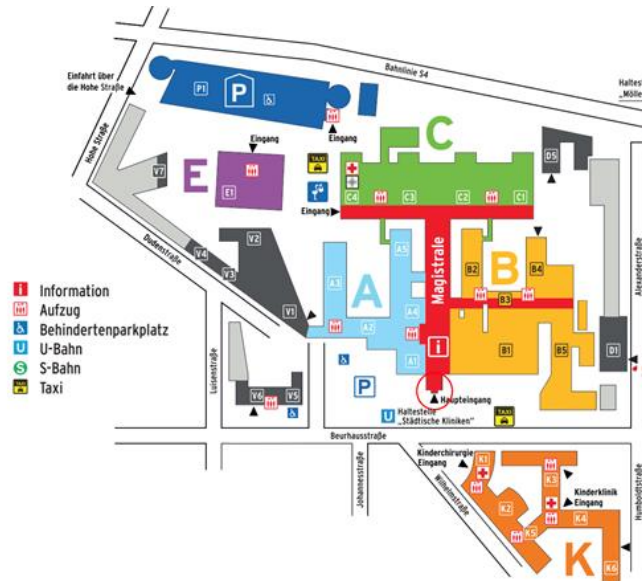 Bahnlinie S4
Haltest
„Mölle
Einfahrt über
die Hohe Straße
P1
P
Eingang
Hohe Straße
Eingang
C
D5
TAXI
E
V7
E1
C4
C3
C2
C1
Eingang
Dudenstraße
V4
V3
V2
V1
A3
A
A5
A4
A2
A1
Magistrale
B2
B
B4
B3
B1
B5
D1
Alexanderstraße
i
Information
Aufzug
Behindertenparkplatz
U
U-Bahn
S
S-Bahn
TAXI
Taxi
Luisenstraße
V6
V5
P
Haupteingang
U
Haltestelle
„Städtische Kliniken"
TAXI
Beurhausstraße
Johannesstraße
Kinderchirurgie
Eingang
Wilhelmstraße
K1
K3
Kinderklinik
Eingang
K2
K4
K5
K
K6
Humboldtstraße